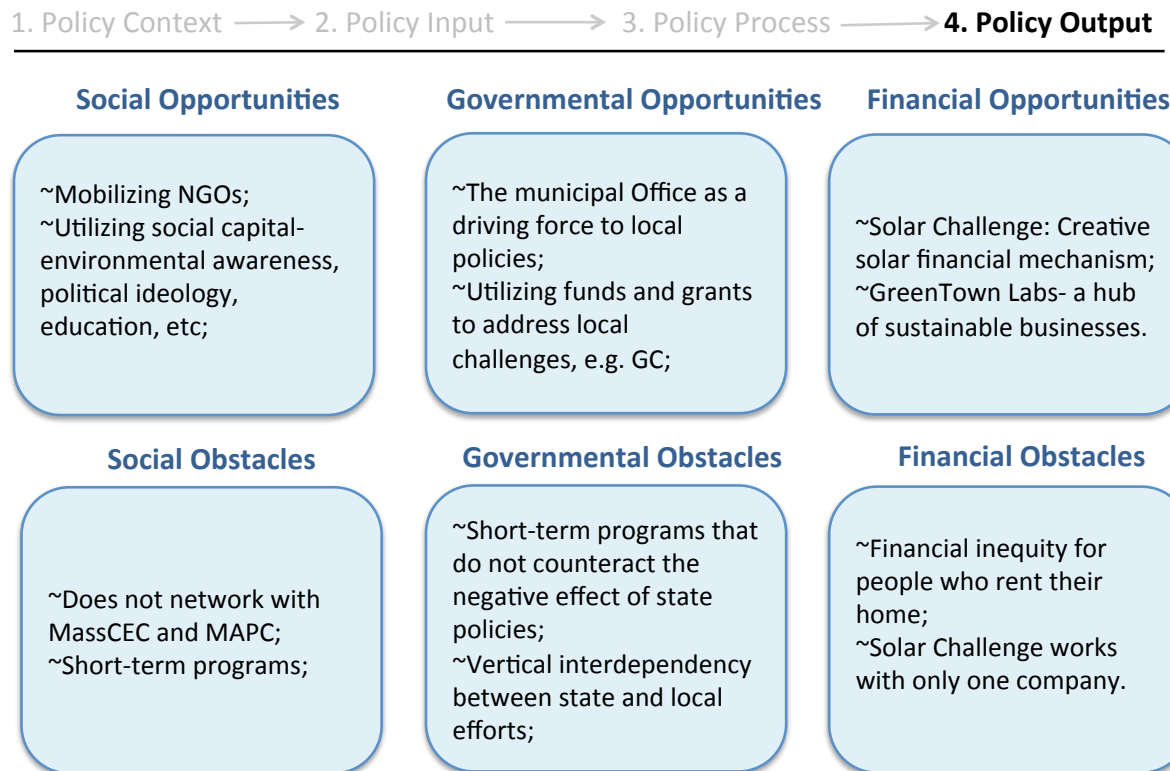 1. Policy Context → 2. Policy Input → 3. Policy Process → 4. Policy Output
Social Opportunities
~Mobilizing NGOs;
~Utilizing social capital-
environmental awareness,
political ideology,
education, etc;
Governmental Opportunities
~The municipal Office as a
driving force to local
policies;
~Utilizing funds and grants
to address local
challenges, e.g. GC;
Financial Opportunities
~Solar Challenge: Creative
solar financial mechanism;
~GreenTown Labs- a hub
of sustainable businesses.
Social Obstacles
~Does not network with
MassCEC and MAPC;
~Short-term programs;
Governmental Obstacles
~Short-term programs that
do not counteract the
negative effect of state
policies;
~Vertical interdependency
between state and local
efforts;
Financial Obstacles
~Financial inequity for
people who rent their
home;
~Solar Challenge works
with only one company.